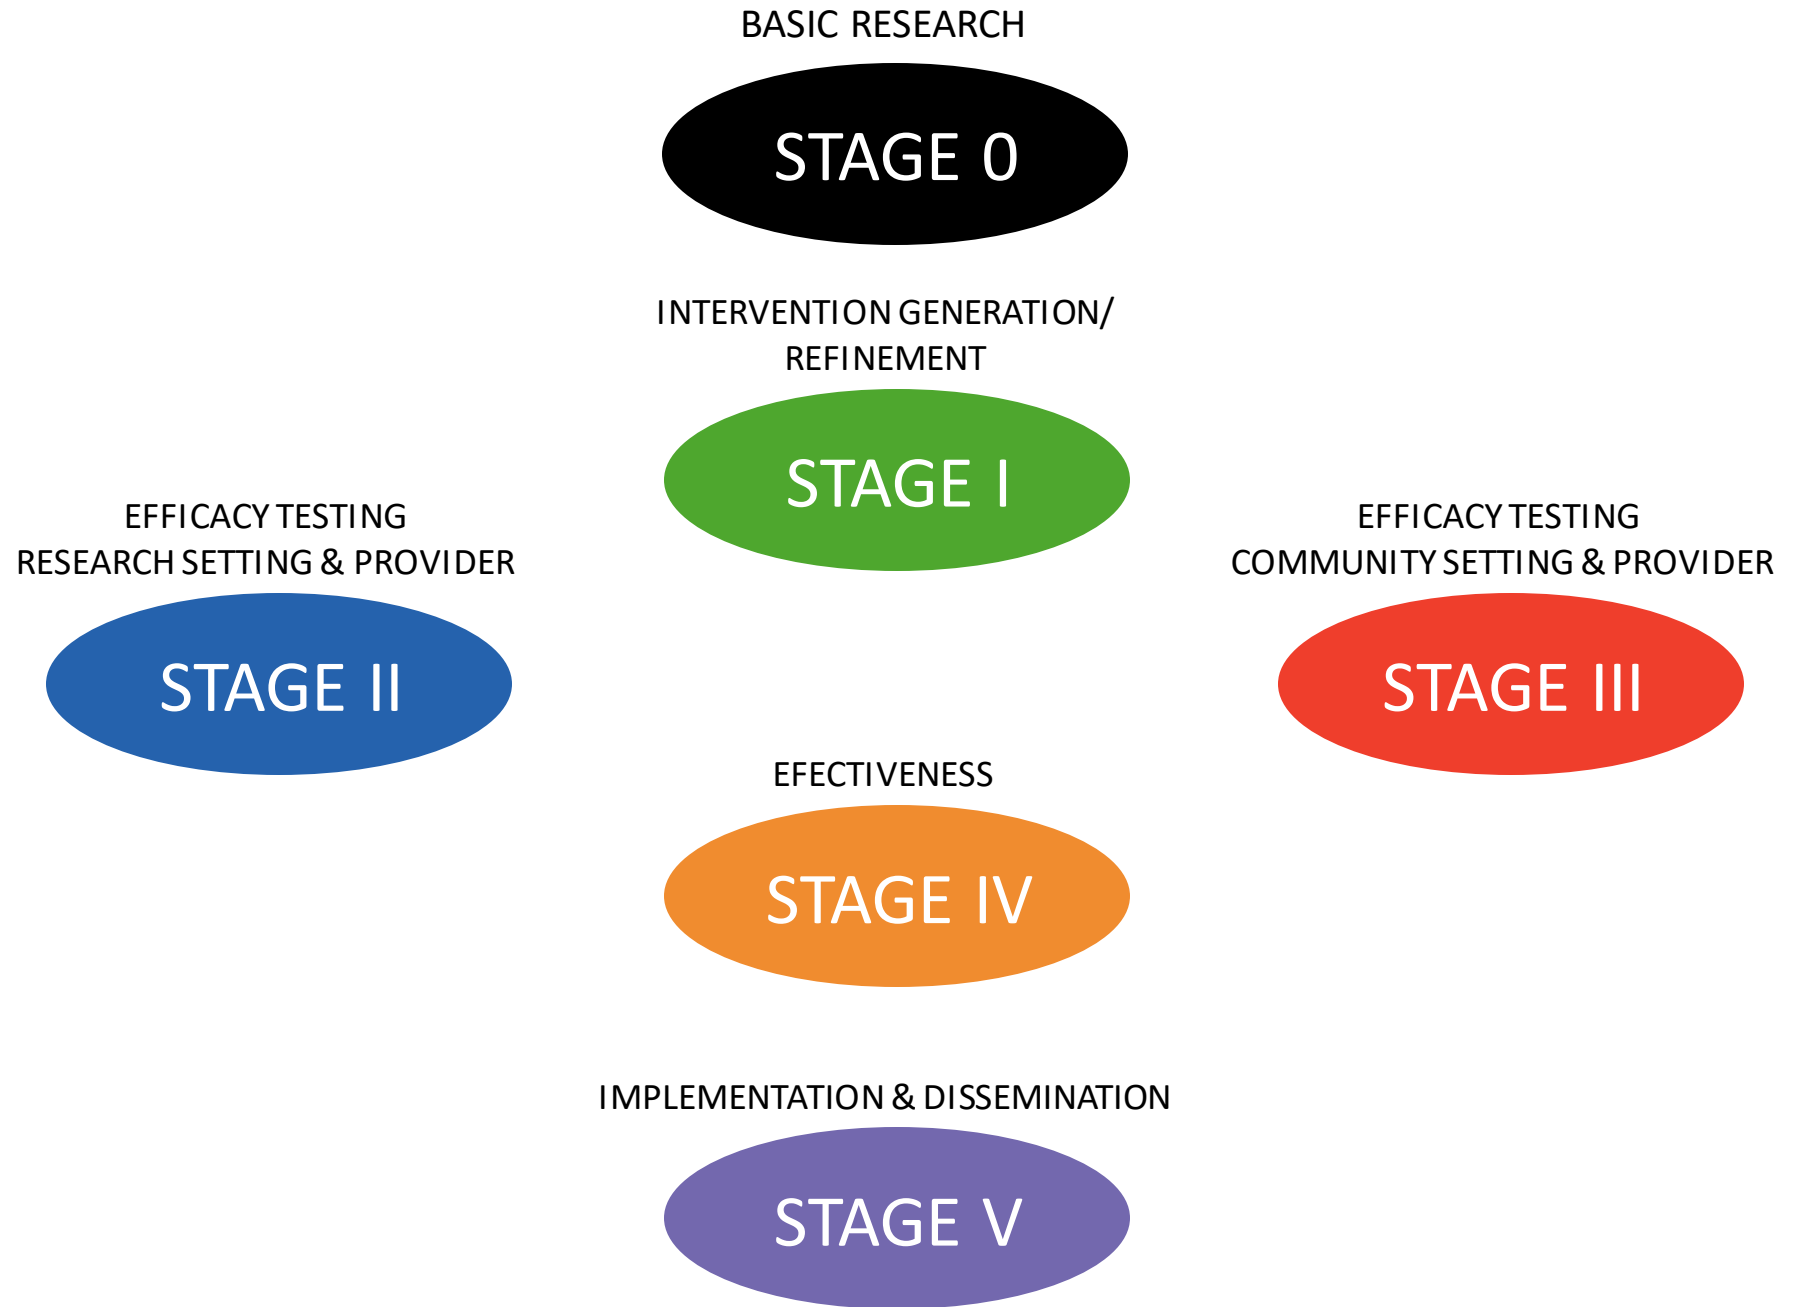 BASIC RESEARCH
STAGE 0
INTERVENTION GENERATION/
REFINEMENT
STAGE I
EFFICACY TESTING
RESEARCH SETTING & PROVIDER
STAGE II
EFFICACY TESTING
COMMUNITY SETTING & PROVIDER
STAGE III
EFECTIVENESS
STAGE IV
IMPLEMENTATION & DISSEMINATION
STAGE V